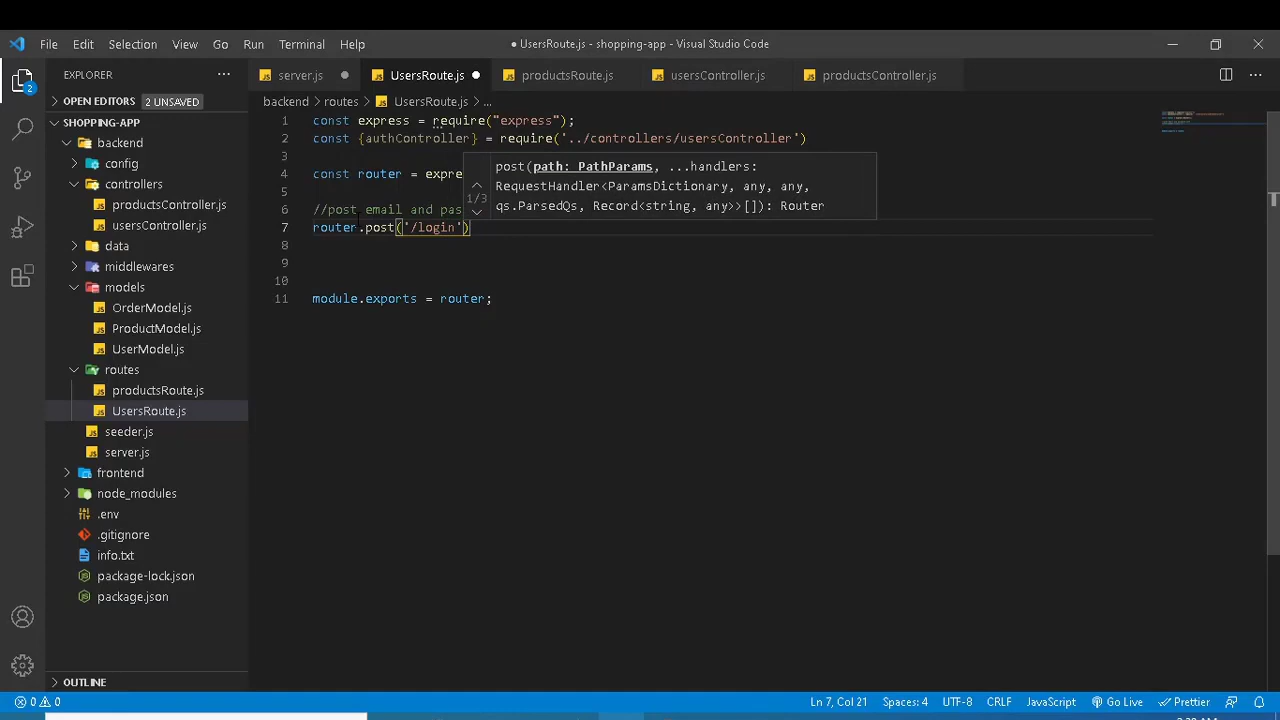 File Edit Selection View Go Run Terminal Help
● UsersRoute.js - shopping-app - Visual Studio Code
EXPLORER
OPEN EDITORS 2 UNSAVED
SHOPPING-APP
backend
config
controllers
productsController.js
usersController.js
data
middlewares
models
OrderModel.js
ProductModel.js
UserModel.js
routes
productsRoute.js
UsersRoute.js
seeder.js
server.js
frontend
node_modules
.env
.gitignore
info.txt
package-lock.json
package.json
OUTLINE
2
server.js
UsersRoute.js
productsRoute.js
usersController.js
productsController.js
backend > routes > UsersRoute.js > ...
1 const express = require("express");
2 const {authController} = require('../controllers/usersController')
3
4 const router = expre
5
6 //post email and pas
7 router.post('/login')
8
9
10
11 module.exports = router;
1/3
post(path: PathParams, ...handlers:
RequestHandler<ParamsDictionary, any, any,
qs.ParsedQs, Record<string, any>>[]): Router
0 0 Ln 7, Col 21 Spaces: 4 UTF-8 CRLF JavaScript Go Live Prettier